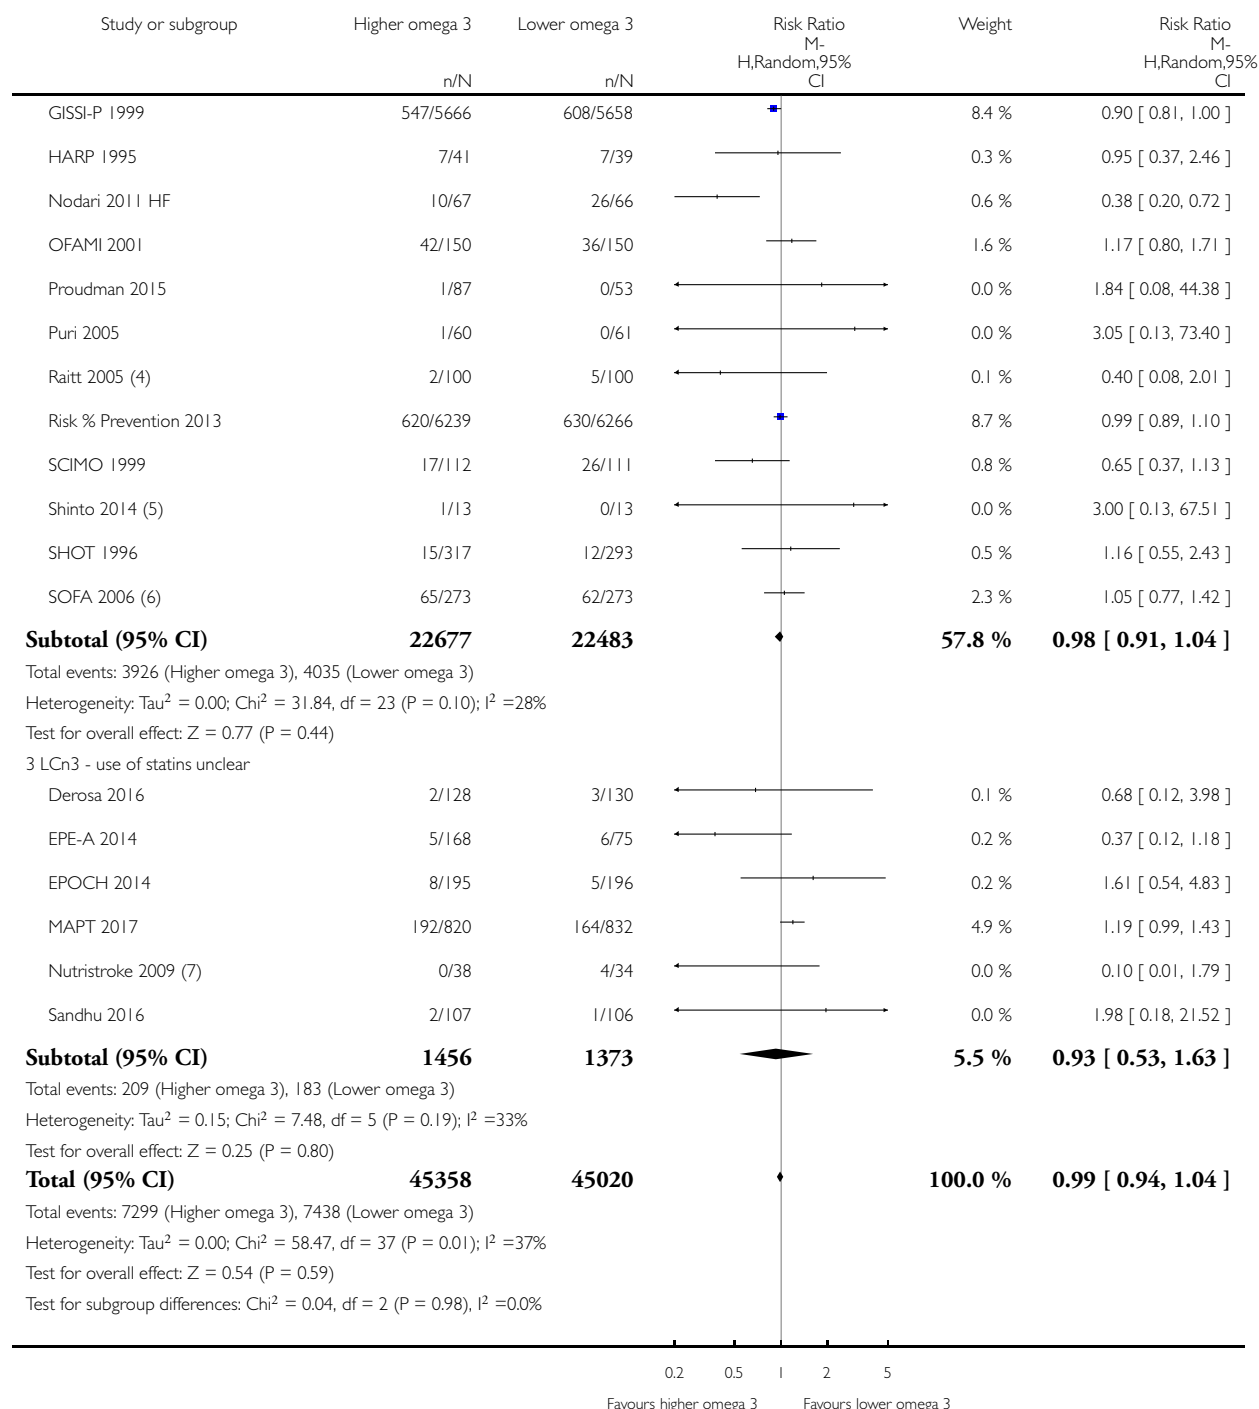 Study or subgroup Higher omega 3 Lower omega 3 Risk Ratio Weight Risk Ratio
M- M-
H,Random,95% H,Random,95%
n/N n/N CI CI
GISSI-P 1999 547/5666 608/5658 8.4 % 0.90 [ 0.81, 1.00 ]
HARP 1995 7/41 7/39 0.3 % 0.95 [ 0.37, 2.46 ]
Nodari 2011 HF 10/67 26/66 0.6 % 0.38 [ 0.20, 0.72 ]
OFAMI 2001 42/150 36/150 1.6 % 1.17 [ 0.80, 1.71 ]
Proudman 2015 1/87 0/53 0.0 % 1.84 [ 0.08, 44.38 ]
Puri 2005 1/60 0/61 0.0 % 3.05 [ 0.13, 73.40 ]
Raitt 2005 (4) 2/100 5/100 0.1 % 0.40 [ 0.08, 2.01 ]
Risk % Prevention 2013 620/6239 630/6266 8.7 % 0.99 [ 0.89, 1.10 ]
SCIMO 1999 17/112 26/111 0.8 % 0.65 [ 0.37, 1.13 ]
Shinto 2014 (5) 1/13 0/13 0.0 % 3.00 [ 0.13, 67.51 ]
SHOT 1996 15/317 12/293 0.5 % 1.16 [ 0.55, 2.43 ]
SOFA 2006 (6) 65/273 62/273 2.3 % 1.05 [ 0.77, 1.42 ]
Subtotal (95% CI) 22677 22483 57.8 % 0.98 [ 0.91, 1.04 ]
Total events: 3926 (Higher omega 3), 4035 (Lower omega 3)
Heterogeneity: Tau² = 0.00; Chi² = 31.84, df = 23 (P = 0.10); I² =28%
Test for overall effect: Z = 0.77 (P = 0.44)
3 LCn3 - use of statins unclear
Derosa 2016 2/128 3/130 0.1 % 0.68 [ 0.12, 3.98 ]
EPE-A 2014 5/168 6/75 0.2 % 0.37 [ 0.12, 1.18 ]
EPOCH 2014 8/195 5/196 0.2 % 1.61 [ 0.54, 4.83 ]
MAPT 2017 192/820 164/832 4.9 % 1.19 [ 0.99, 1.43 ]
Nutristroke 2009 (7) 0/38 4/34 0.0 % 0.10 [ 0.01, 1.79 ]
Sandhu 2016 2/107 1/106 0.0 % 1.98 [ 0.18, 21.52 ]
Subtotal (95% CI) 1456 1373 5.5 % 0.93 [ 0.53, 1.63 ]
Total events: 209 (Higher omega 3), 183 (Lower omega 3)
Heterogeneity: Tau² = 0.15; Chi² = 7.48, df = 5 (P = 0.19); I² =33%
Test for overall effect: Z = 0.25 (P = 0.80)
Total (95% CI) 45358 45020 100.0 % 0.99 [ 0.94, 1.04 ]
Total events: 7299 (Higher omega 3), 7438 (Lower omega 3)
Heterogeneity: Tau² = 0.00; Chi² = 58.47, df = 37 (P = 0.01); I² =37%
Test for overall effect: Z = 0.54 (P = 0.59)
Test for subgroup differences: Chi² = 0.04, df = 2 (P = 0.98), I² =0.0%
0.2 0.5 1 2 5
Favours higher omega 3 Favours lower omega 3